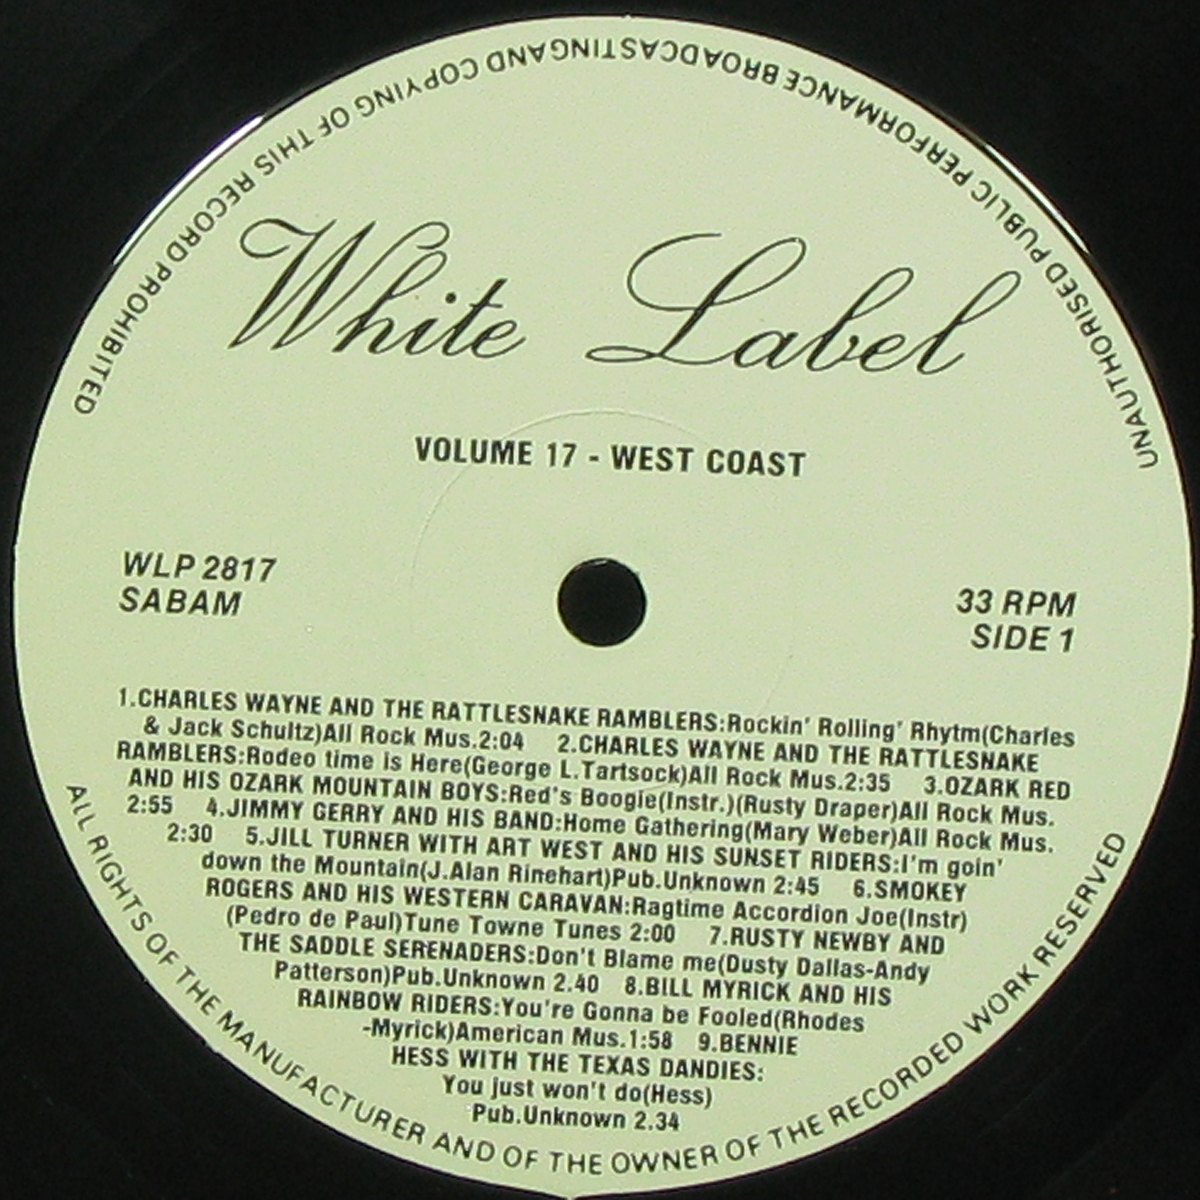 UNAUTHORISED PUBLIC PERFORMANCE BROADCASTING AND COPYING OF THIS RECORD PROHIBITED
White Label
VOLUME 17 - WEST COAST
WLP 2817
SABAM
33 RPM
SIDE 1
1.CHARLES WAYNE AND THE RATTLESNAKE RAMBLERS:Rockin' Rolling' Rhytm(Charles
& Jack Schultz)All Rock Mus.2:04 2.CHARLES WAYNE AND THE RATTLESNAKE
RAMBLERS:Rodeo time is Here(George L.Tartsock)All Rock Mus.2:35 3.OZARK RED
AND HIS OZARK MOUNTAIN BOYS:Red's Boogie(Instr.)(Rusty Draper)All Rock Mus.
2:55 4.JIMMY GERRY AND HIS BAND:Home Gathering(Mary Weber)All Rock Mus.
2:30 5.JILL TURNER WITH ART WEST AND HIS SUNSET RIDERS:I'm goin'
down the Mountain(J.Alan Rinehart)Pub.Unknown 2:45 6.SMOKEY
ROGERS AND HIS WESTERN CARAVAN:Ragtime Accordion Joe(Instr)
(Pedro de Paul)Tune Towne Tunes 2:00 7.RUSTY NEWBY AND
THE SADDLE SERENADERS:Don't Blame me(Dusty Dallas-Andy
Patterson)Pub.Unknown 2.40 8.BILL MYRICK AND HIS
RAINBOW RIDERS:You're Gonna be Fooled(Rhodes
-Myrick)American Mus.1:58 9.BENNIE
HESS WITH THE TEXAS DANDIES:
You just won't do(Hess)
Pub.Unknown 2.34
ALL RIGHTS OF THE MANUFACTURER AND OF THE OWNER OF THE RECORDED WORK RESERVED